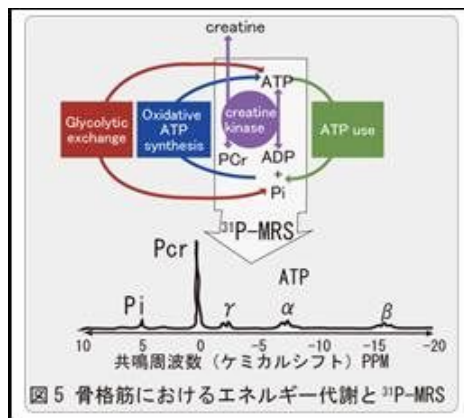 creatine
ATP
Glycolytic
exchange
Oxidative
ATP
synthesis
creatine
kinase
ATP use
PCr
ADP
+
Pi
³¹P-MRS
Pcr
ATP
Pi
γ
α
β
10 5 0 -5 -10 -15 -20
共鳴周波数 (ケミカルシフト) PPM
図5 骨格筋におけるエネルギー代謝と ³¹P-MRS